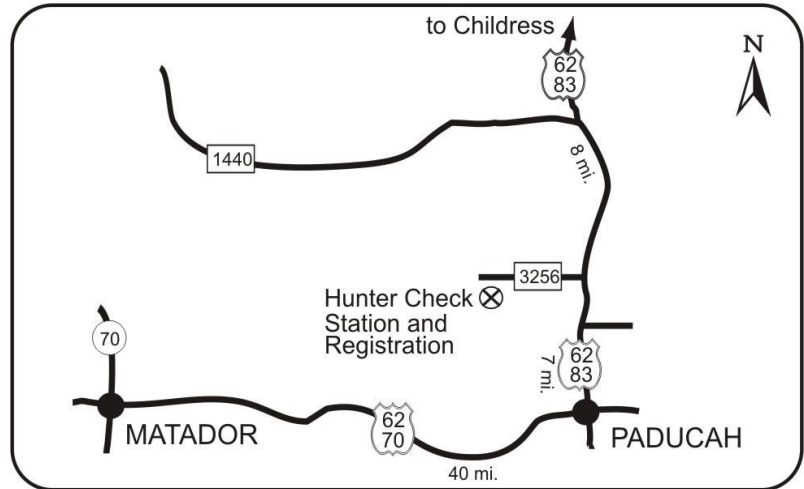 to Childress
62
83
N
1440
8 mi.
3256
Hunter Check
Station and
Registration
70
62
83
7 mi.
MATADOR
62
70
PADUCAH
40 mi.